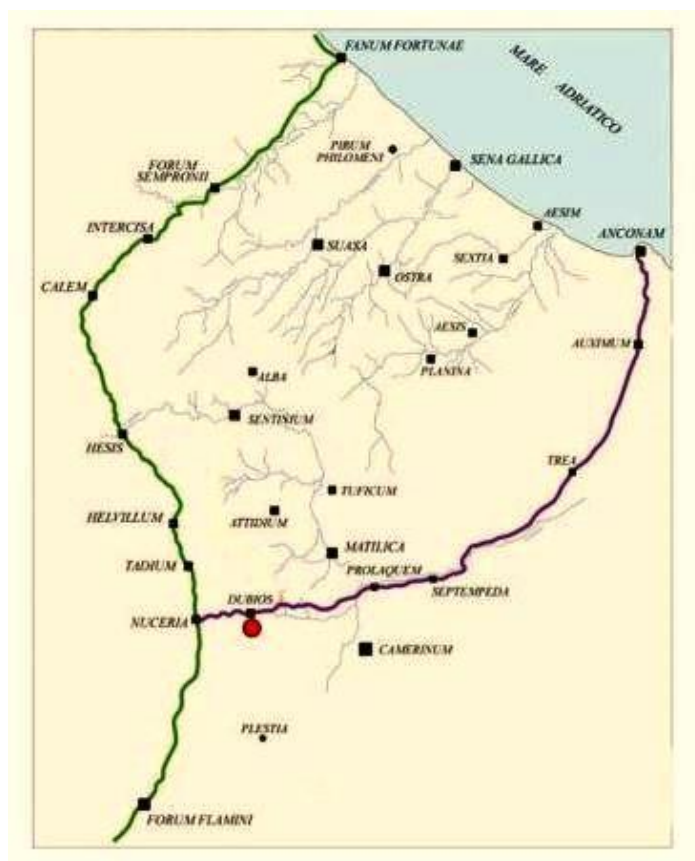 FANUM FORTUNAE
MARE ADRIATICO
PIRUM
PHILOMENI
SENA GALLICA
FORUM
SEMPRONII
AESIM
INTERCISA
ANCONAM
SUASA
SEXTIA
OSTRA
CALEM
AESIS
AUXIMUM
PLANINA
ALBA
SENTINIUM
HESIS
TREA
TUFICUM
HELVILLUM
ATTIDIUM
MATILICA
TADIUM
PROLAQUEM
SEPTEMPEDA
DUBIOS
NUCERIA
CAMERINUM
PLESTIA
FORUM FLAMINI